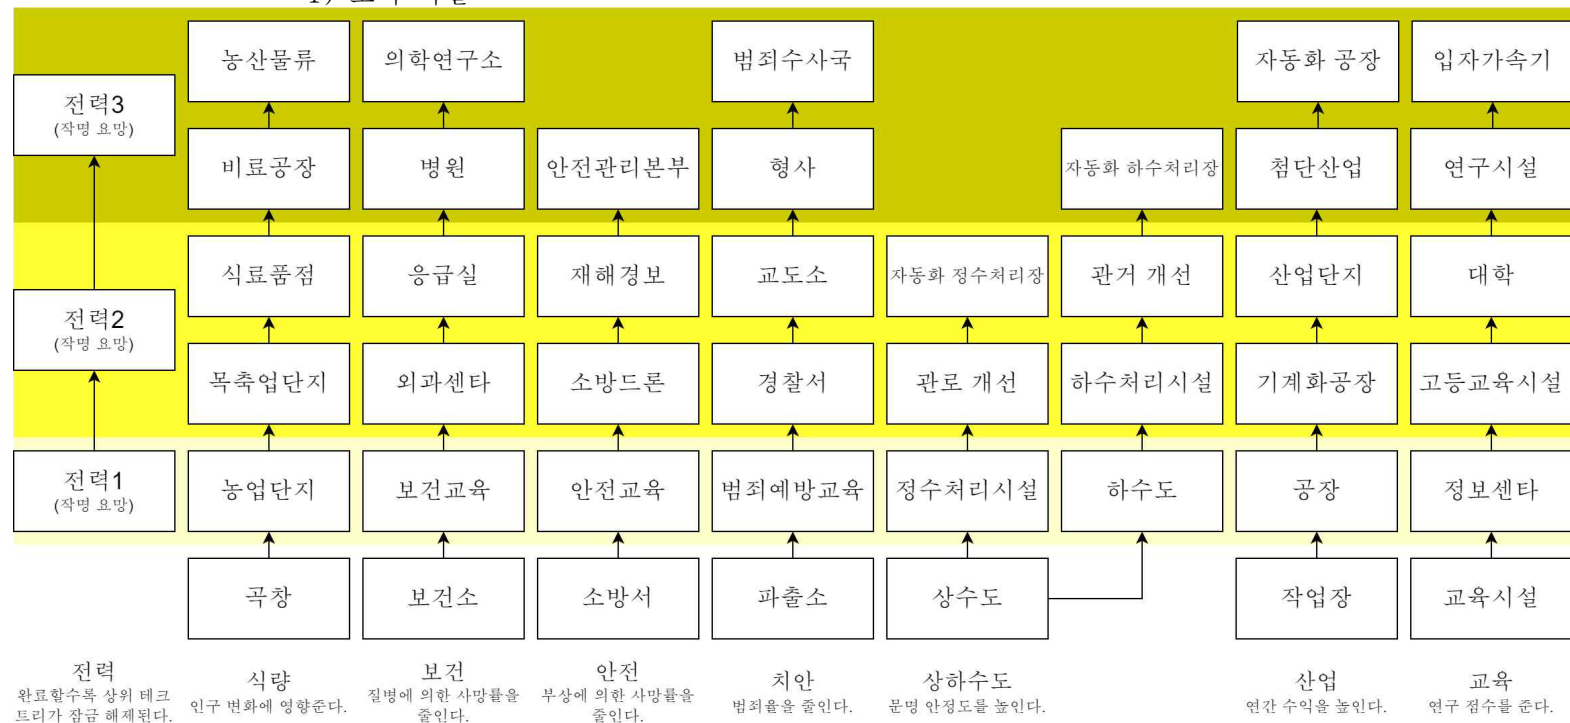 농산물류
의학연구소
범죄수사국
자동화 공장
입자가속기
전력3
(작명 요망)
비료공장
병원
안전관리본부
형사
자동화 하수처리장
첨단산업
연구시설
식료품점
응급실
재해경보
교도소
자동화 정수처리장
관거 개선
산업단지
대학
전력2
(작명 요망)
목축업단지
외과센타
소방드론
경찰서
관로 개선
하수처리시설
기계화공장
고등교육시설
전력1
(작명 요망)
농업단지
보건교육
안전교육
범죄예방교육
정수처리시설
하수도
공장
정보센타
곡창
보건소
소방서
파출소
상수도
작업장
교육시설
전력
완료할수록 상위 테크
트리가 잠금 해제된다.
식량
인구 변화에 영향준다.
보건
질병에 의한 사망률을
줄인다.
안전
부상에 의한 사망률을
줄인다.
치안
범죄율을 줄인다.
상하수도
문명 안정도를 높인다.
산업
연간 수익을 높인다.
교육
연구 점수를 준다.